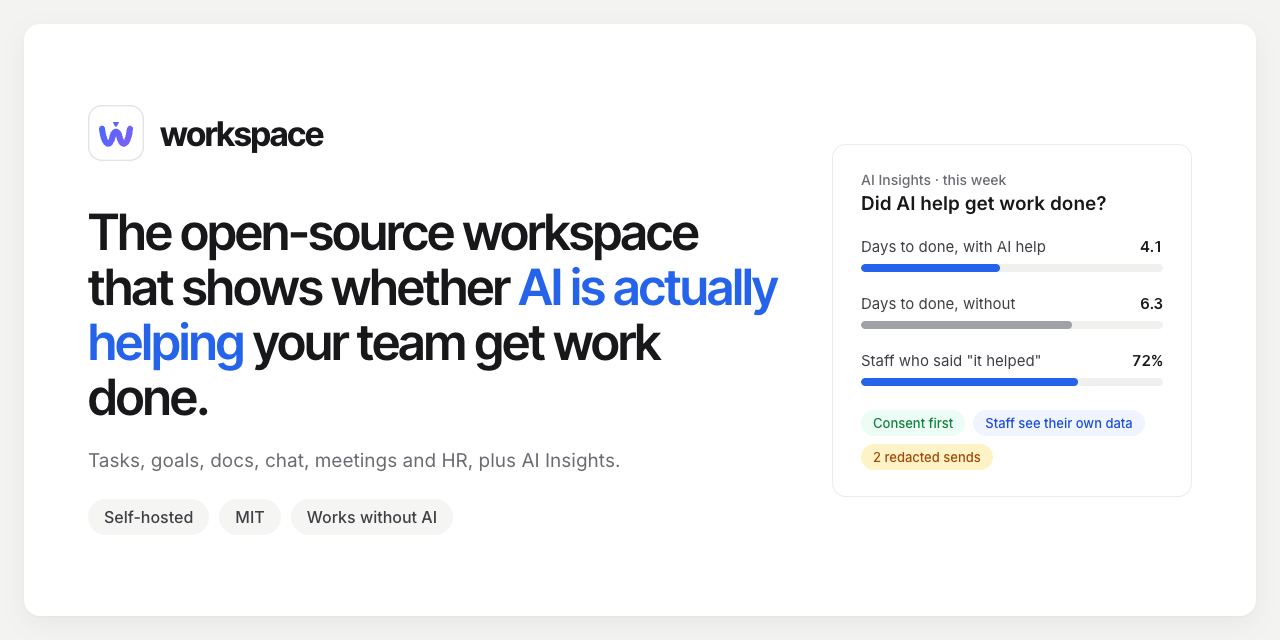 workspace
The open-source workspace
that shows whether AI is actually
helping your team get work
done.
Tasks, goals, docs, chat, meetings and HR, plus AI Insights.
Self-hosted
MIT
Works without AI
AI Insights · this week
Did AI help get work done?
Days to done, with AI help 4.1
Days to done, without 6.3
Staff who said "it helped" 72%
Consent first
Staff see their own data
2 redacted sends